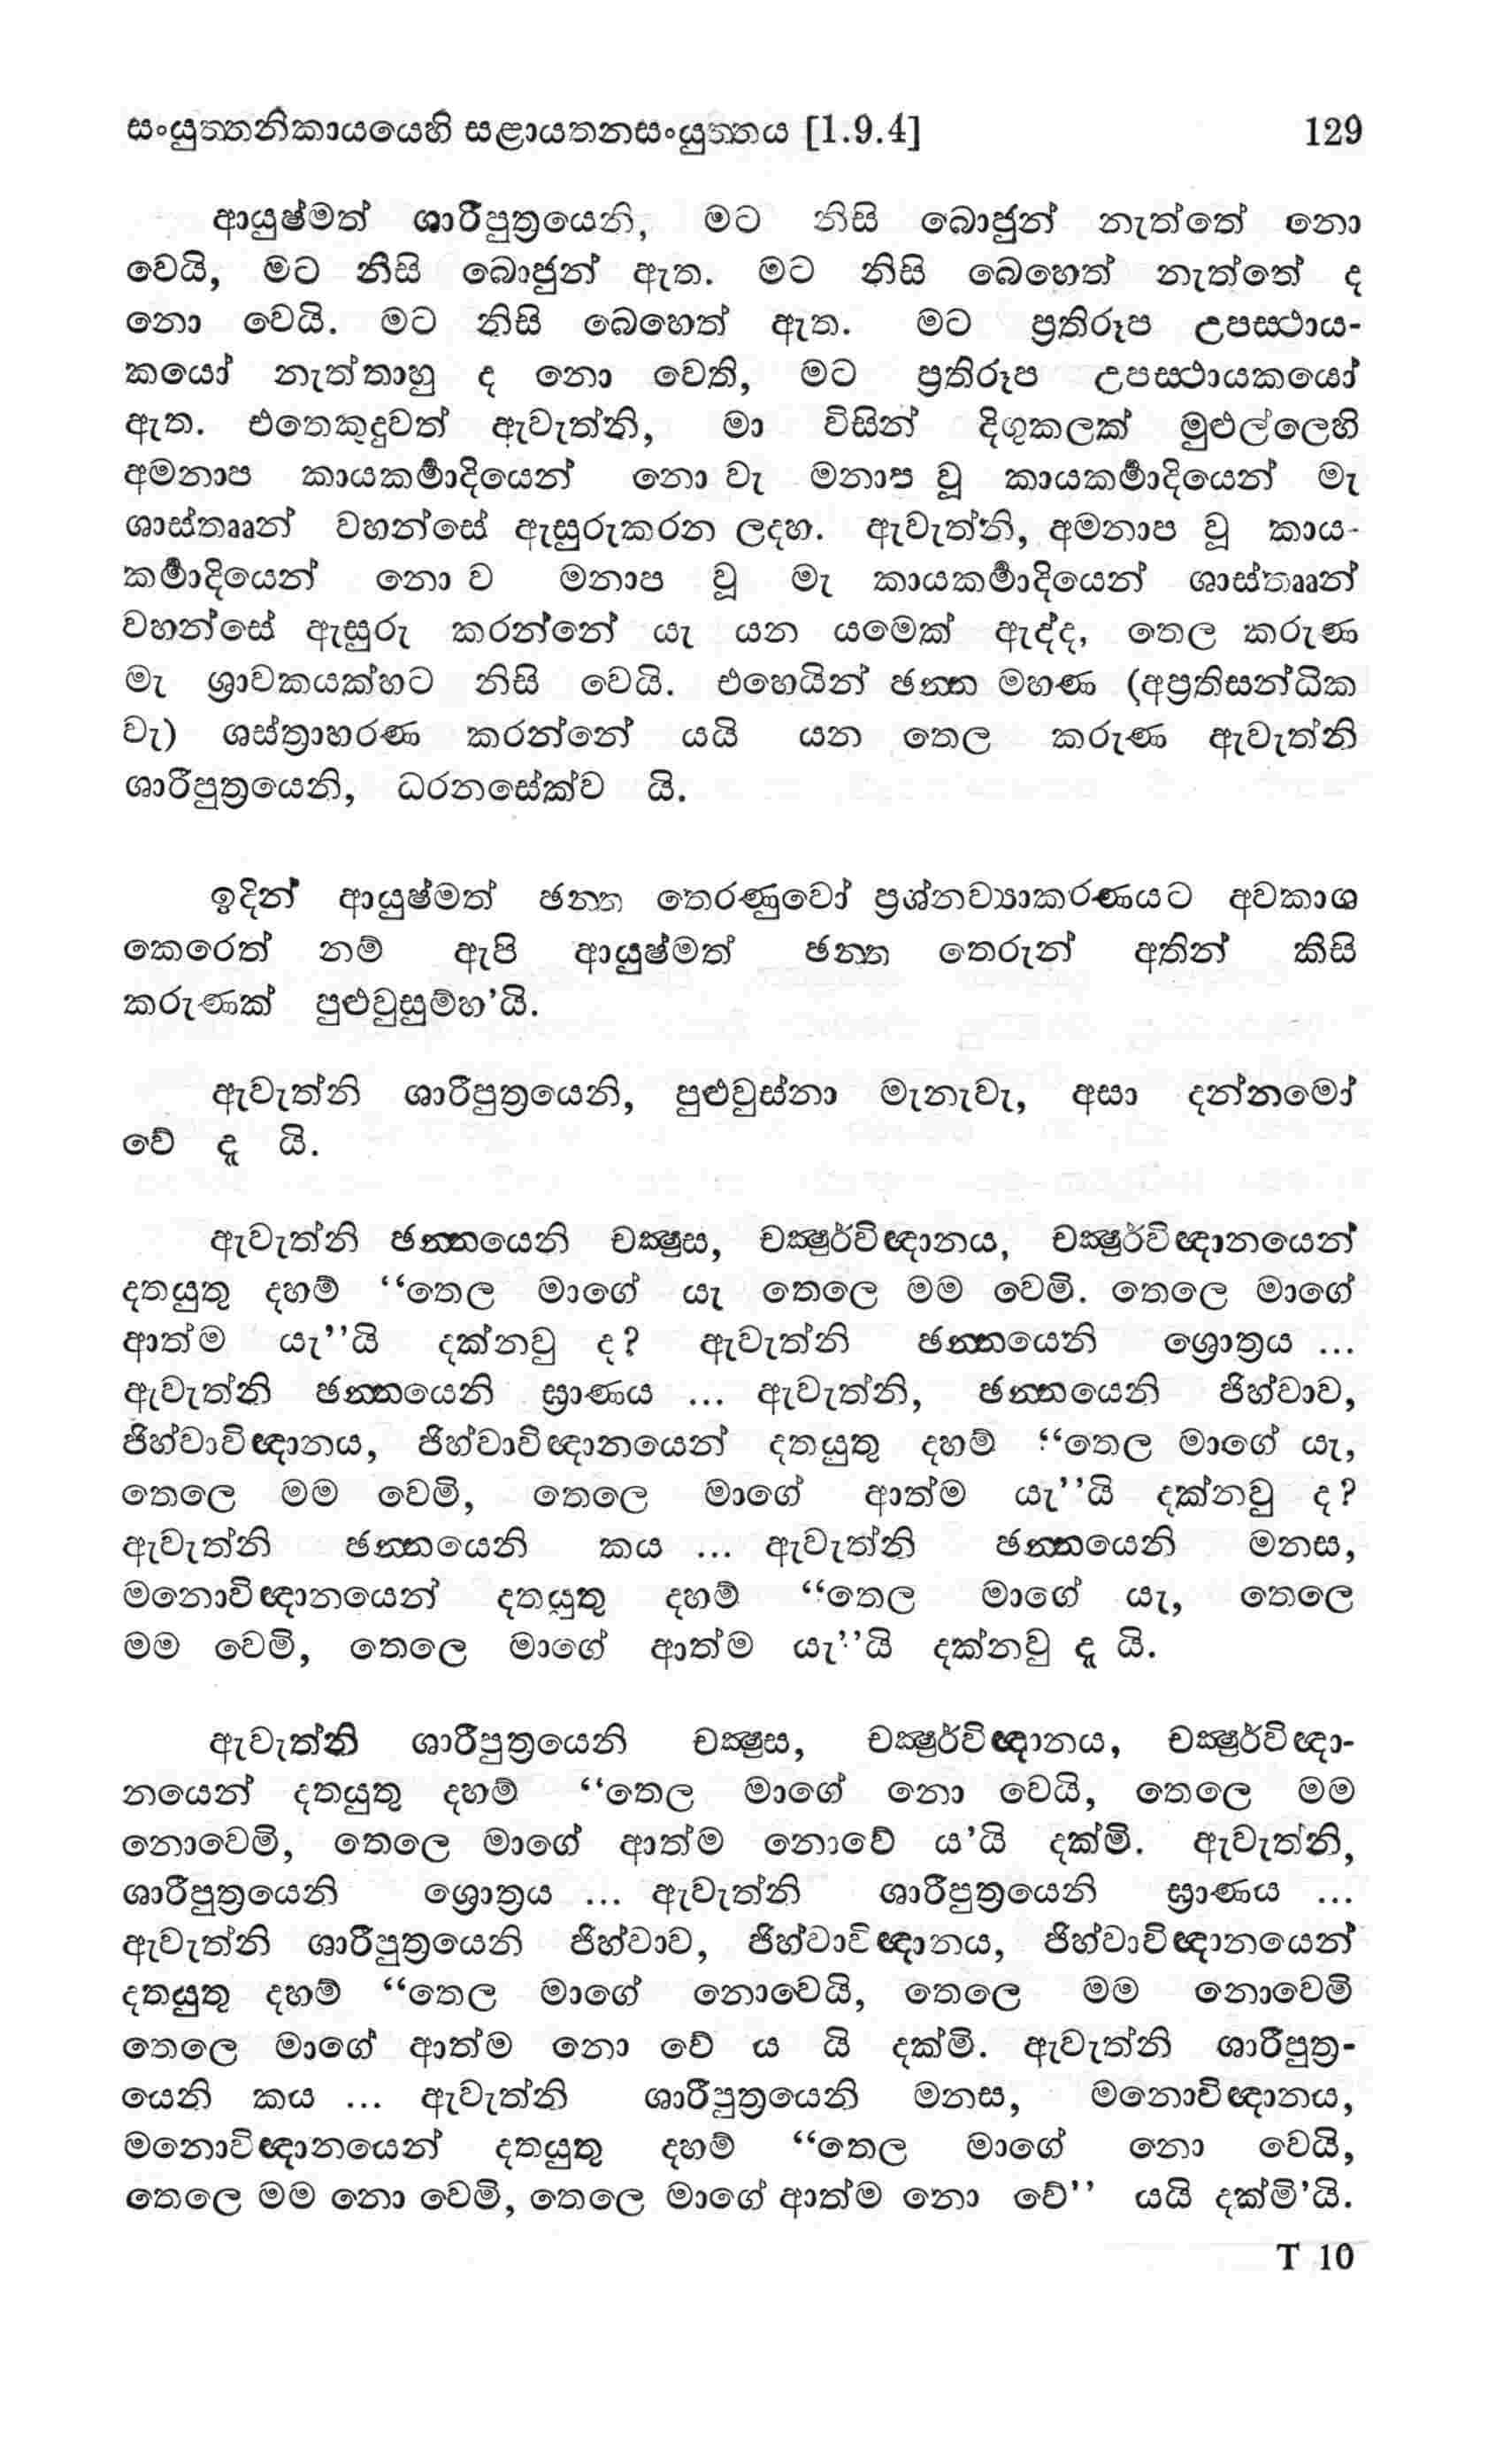 සංයුත්තනිකායයෙහි සළායතනසංයුත්තය [1.9.4] 129
ආයුෂ්මත් ශාරීපුත්‍රයෙනි, මට නිසි බොජුන් නැත්තේ නො
වෙයි, මට නිසි බොජුන් ඇත. මට නිසි බෙහෙත් නැත්තේ ද
නො වෙයි. මට නිසි බෙහෙත් ඇත. මට ප්‍රතිරූප උපස්ථාය-
කයෝ නැත්තාහු ද නො වෙති, මට ප්‍රතිරූප උපස්ථායකයෝ
ඇත. එතෙකුදුවත් ඇවැත්නි, මා විසින් දිගුකලක් මුළුල්ලෙහි
අමනාප කායකර්‍මාදියෙන් නො වැ මනාප වූ කායකර්‍මාදියෙන් මැ
ශාස්තෲන් වහන්සේ ඇසුරුකරන ලදහ. ඇවැත්නි, අමනාප වූ කාය-
කර්‍මාදියෙන් නො ව මනාප වූ මැ කායකර්‍මාදියෙන් ශාස්තෲන්
වහන්සේ ඇසුරු කරන්නේ යැ යන යමෙක් ඇද්ද, තෙල කරුණ
මැ ශ්‍රාවකයක්හට නිසි වෙයි. එහෙයින් ඡන්න මහණ (අප්‍රතිසන්ධික
වැ) ශස්ත්‍රාහරණ කරන්නේ යයි යන තෙල කරුණ ඇවැත්නි
ශාරීපුත්‍රයෙනි, ධරනසේක්ව යි.
ඉදින් ආයුෂ්මත් ඡන්න තෙරණුවෝ ප්‍රශ්නව්‍යාකරණයට අවකාශ
කෙරෙත් නම් ඇපි ආයුෂ්මත් ඡන්න තෙරුන් අතින් කිසි
කරුණක් පුළුවුසුම්හ'යි.
ඇවැත්නි ශාරීපුත්‍රයෙනි, පුළුවුස්නා මැනැවැ, අසා දන්නමෝ
වේ දැ යි.
ඇවැත්නි ඡන්නයෙනි චක්‍ෂුස, චක්‍ෂුර්විඥානය, චක්‍ෂුර්විඥානයෙන්
දතයුතු දහම් “තෙල මාගේ යැ තෙලෙ මම වෙමි. තෙලෙ මාගේ
ආත්ම යැ”යි දක්නවු ද? ඇවැත්නි ඡන්නයෙනි ශ්‍රොත්‍රය ...
ඇවැත්නි ඡන්නයෙනි ඝ්‍රාණය ... ඇවැත්නි, ඡන්නයෙනි ජිහ්වාව,
ජිහ්වාවිඥානය, ජිහ්වාවිඥානයෙන් දතයුතු දහම් “තෙල මාගේ යැ,
තෙලෙ මම වෙමි, තෙලෙ මාගේ ආත්ම යැ”යි දක්නවු ද?
ඇවැත්නි ඡන්නයෙනි කය ... ඇවැත්නි ඡන්නයෙනි මනස,
මනොවිඥානයෙන් දතයුතු දහම් “තෙල මාගේ යැ, තෙලෙ
මම වෙමි, තෙලෙ මාගේ ආත්ම යැ”යි දක්නවු දැ යි.
ඇවැත්නි ශාරීපුත්‍රයෙනි චක්‍ෂුස, චක්‍ෂුර්විඥානය, චක්‍ෂුර්විඥා-
නයෙන් දතයුතු දහම් “තෙල මාගේ නො වෙයි, තෙලෙ මම
නොවෙමි, තෙලෙ මාගේ ආත්ම නොවේ ය'යි දක්මි. ඇවැත්නි,
ශාරීපුත්‍රයෙනි ශ්‍රොත්‍රය ... ඇවැත්නි ශාරීපුත්‍රයෙනි ඝ්‍රාණය ...
ඇවැත්නි ශාරීපුත්‍රයෙනි ජිහ්වාව, ජිහ්වාවිඥානය, ජිහ්වාවිඥානයෙන්
දතයුතු දහම් “තෙල මාගේ නොවෙයි, තෙලෙ මම නොවෙමි
තෙලෙ මාගේ ආත්ම නො වේ ය යි දක්මි. ඇවැත්නි ශාරීපුත්‍ර-
යෙනි කය ... ඇවැත්නි ශාරීපුත්‍රයෙනි මනස, මනොවිඥානය,
මනොවිඥානයෙන් දතයුතු දහම් “තෙල මාගේ නො වෙයි,
තෙලෙ මම නො වෙමි, තෙලෙ මාගේ ආත්ම නො වේ” යයි දක්මි'යි.
T 10